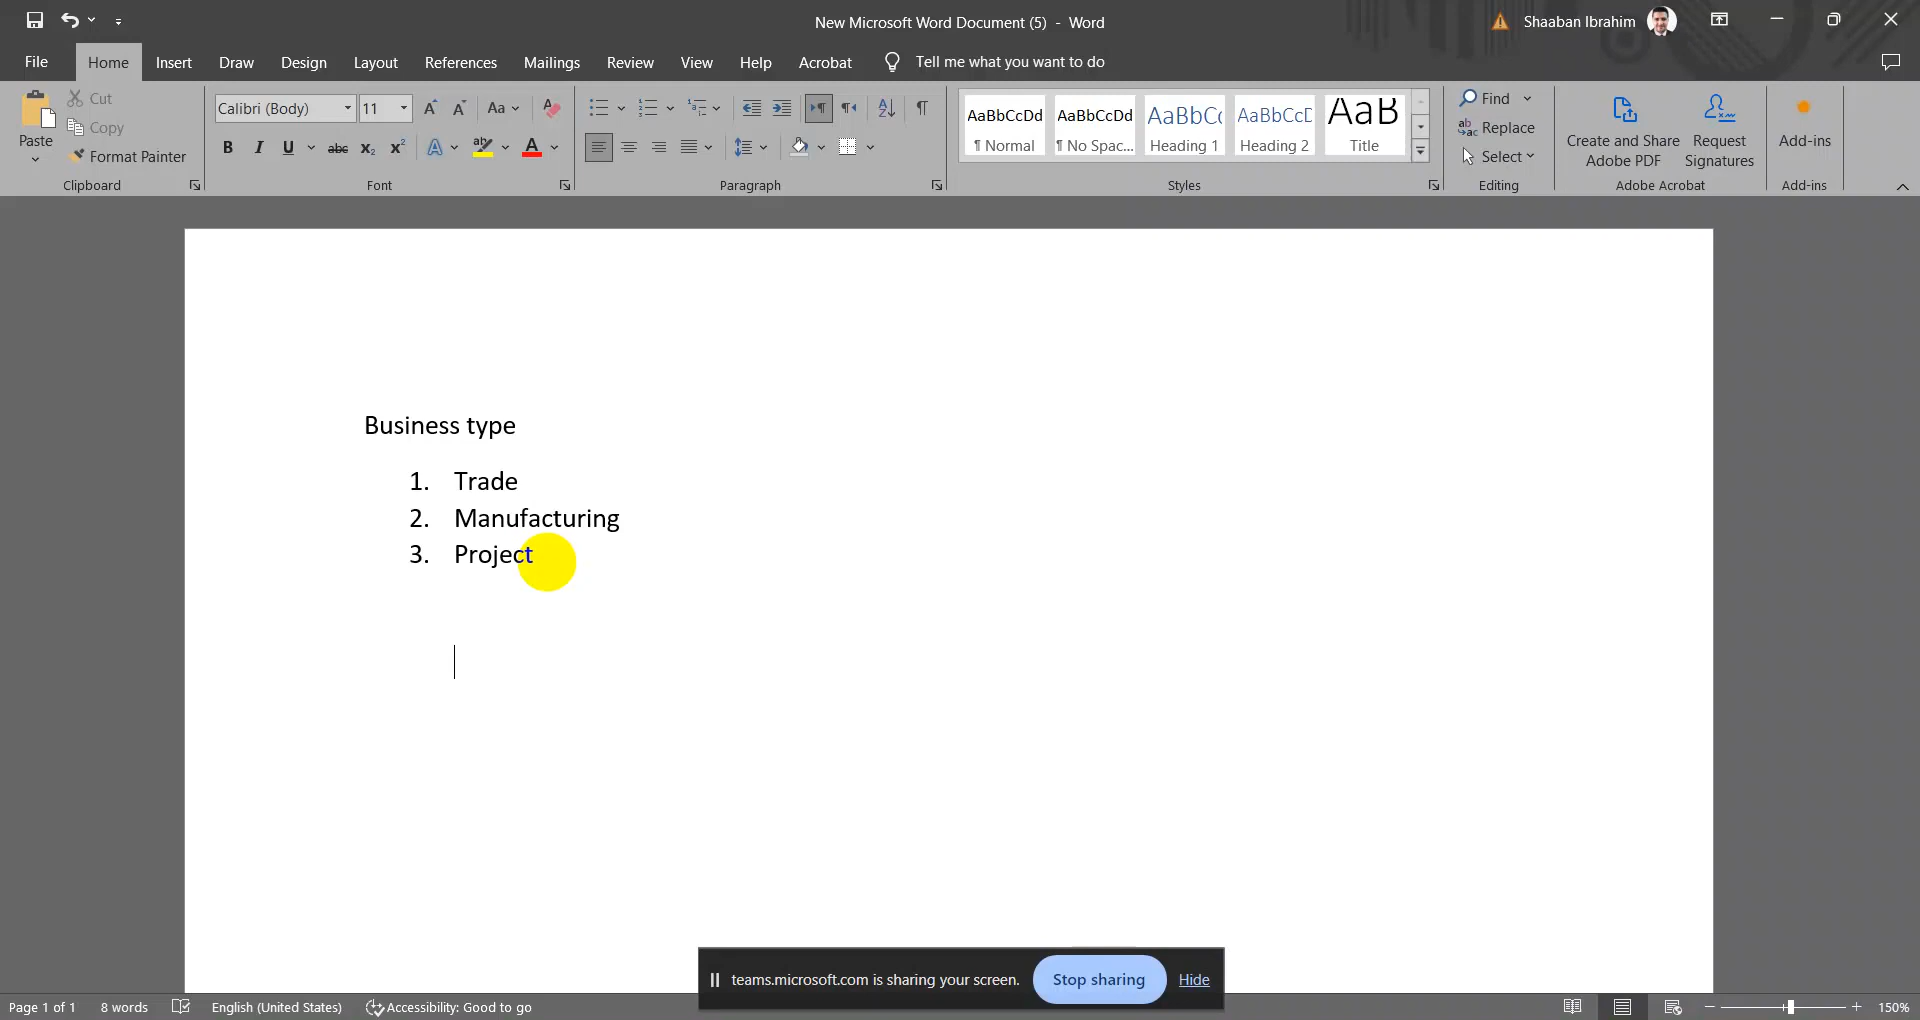 New Microsoft Word Document (5) - Word
Shaaban Ibrahim
File Home Insert Draw Design Layout References Mailings Review View Help Acrobat Tell me what you want to do
Paste
Cut
Copy
Format Painter
Clipboard
Calibri (Body) 11
Font
Paragraph
AaBbCcDd AaBbCcDd AaBbCc AaBbCcD AaB
¶ Normal ¶ No Spac... Heading 1 Heading 2 Title
Styles
Find
Replace
Select
Editing
Create and Share Adobe PDF
Request Signatures
Adobe Acrobat
Add-ins
Add-ins
Business type
1. Trade
2. Manufacturing
3. Project
teams.microsoft.com is sharing your screen. Stop sharing Hide
Page 1 of 1 8 words English (United States) Accessibility: Good to go 150%